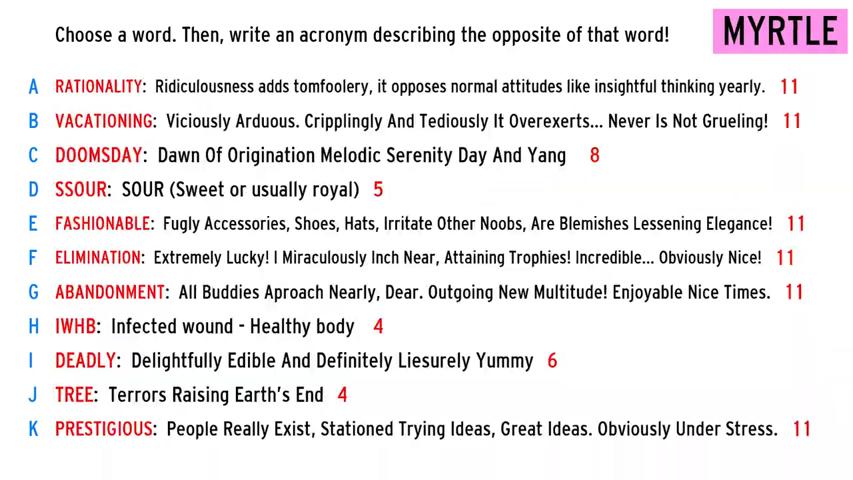 Choose a word. Then, write an acronym describing the opposite of that word! MYRTLE
A RATIONALITY: Ridiculousness adds tomfoolery, it opposes normal attitudes like insightful thinking yearly. 11
B VACATIONING: Viciously Arduous. Cripplingly And Tediously It Overexerts... Never Is Not Grueling! 11
C DOOMSDAY: Dawn Of Origination Melodic Serenity Day And Yang 8
D SSOUR: SOUR (Sweet or usually royal) 5
E FASHIONABLE: Fugly Accessories, Shoes, Hats, Irritate Other Noobs, Are Blemishes Lessening Elegance! 11
F ELIMINATION: Extremely Lucky! I Miraculously Inch Near, Attaining Trophies! Incredible... Obviously Nice! 11
G ABANDONMENT: All Buddies Aproach Nearly, Dear. Outgoing New Multitude! Enjoyable Nice Times. 11
H IWHB: Infected wound - Healthy body 4
I DEADLY: Delightfully Edible And Definitely Liesurely Yummy 6
J TREE: Terrors Raising Earth's End 4
K PRESTIGIOUS: People Really Exist, Stationed Trying Ideas, Great Ideas. Obviously Under Stress. 11